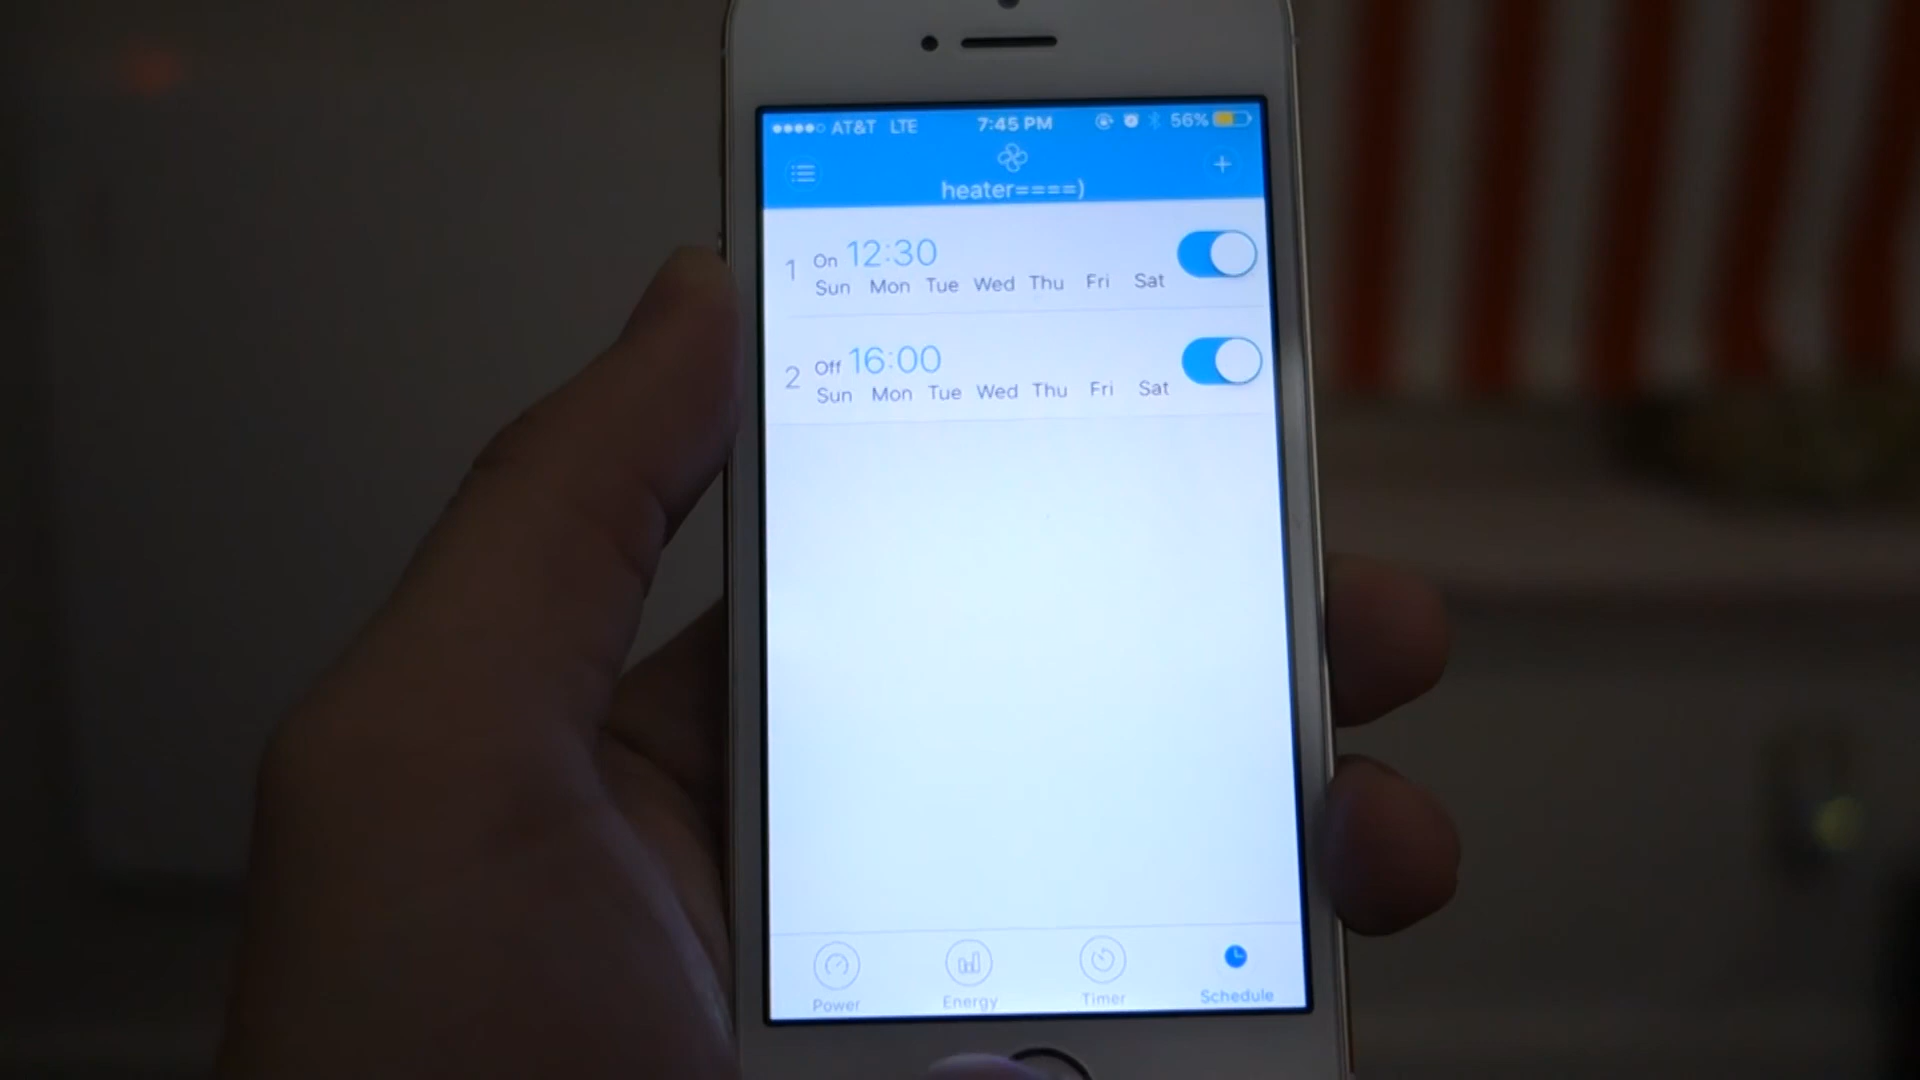 AT&T LTE 7:45 PM 56%
heater====)
1 On 12:30
Sun Mon Tue Wed Thu Fri Sat
2 Off 16:00
Sun Mon Tue Wed Thu Fri Sat
Power Energy Timer Schedule